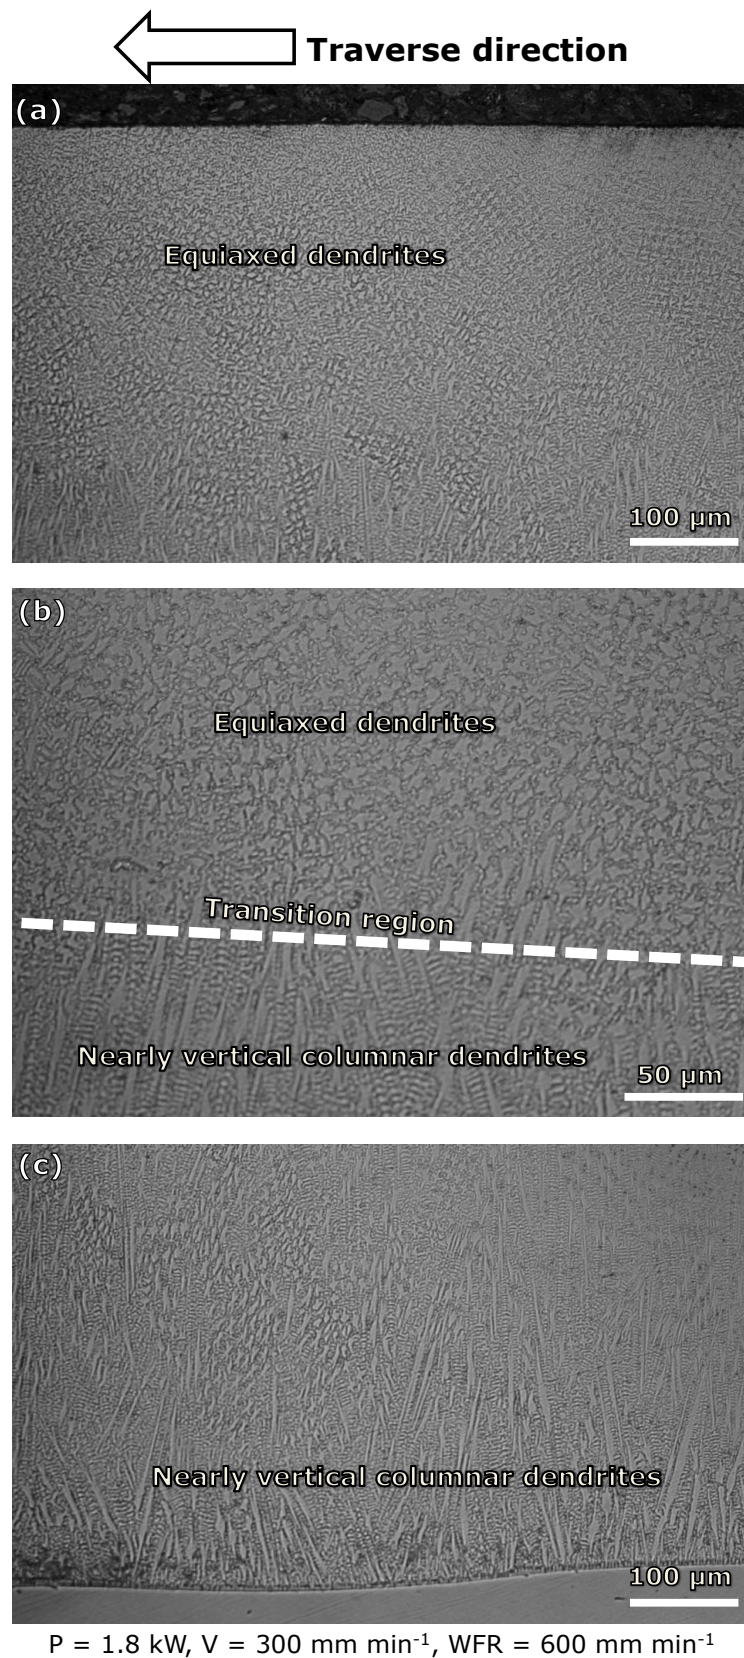 Traverse direction
(a)
Equiaxed dendrites
100 μm
(b)
Equiaxed dendrites
Transition region
Nearly vertical columnar dendrites
50 μm
(c)
Nearly vertical columnar dendrites
100 μm
P = 1.8 kW, V = 300 mm min⁻¹, WFR = 600 mm min⁻¹